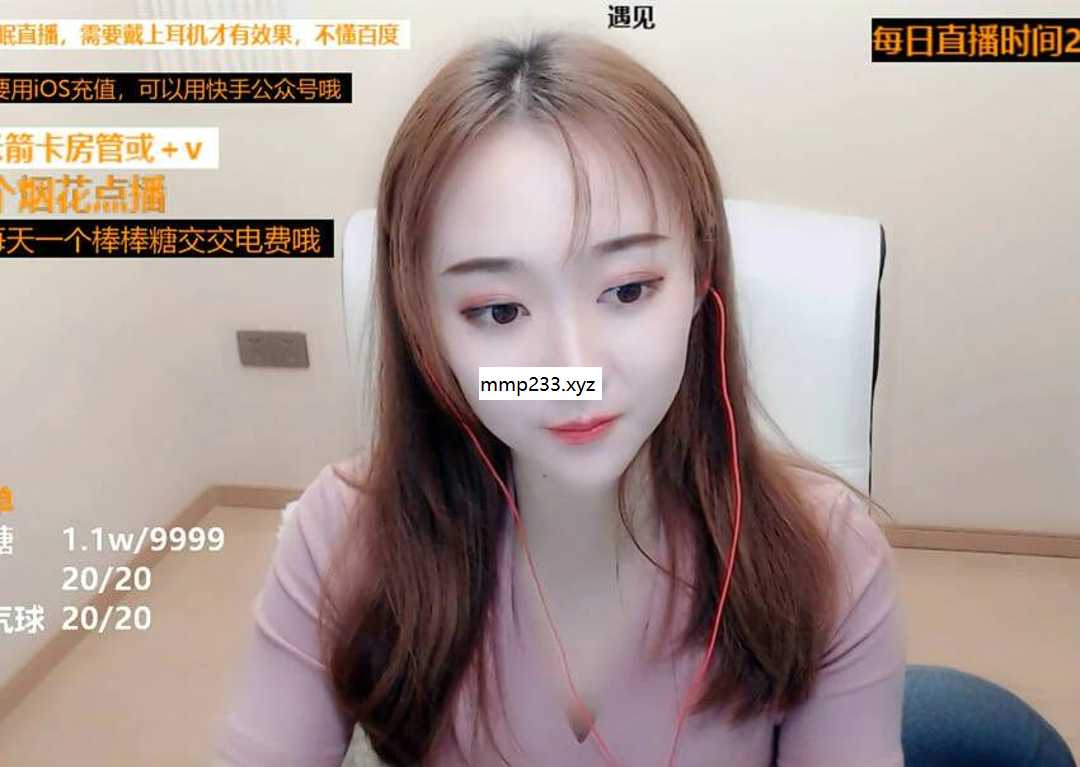 遇见
眠直播，需要戴上耳机才有效果，不懂百度
每日直播时间2
要用iOS充值，可以用快手公众号哦
箭卡房管或+v
个烟花点播
每天一个棒棒糖交交电费哦
mmp233.xyz
单
糖 1.1w/9999
20/20
气球 20/20